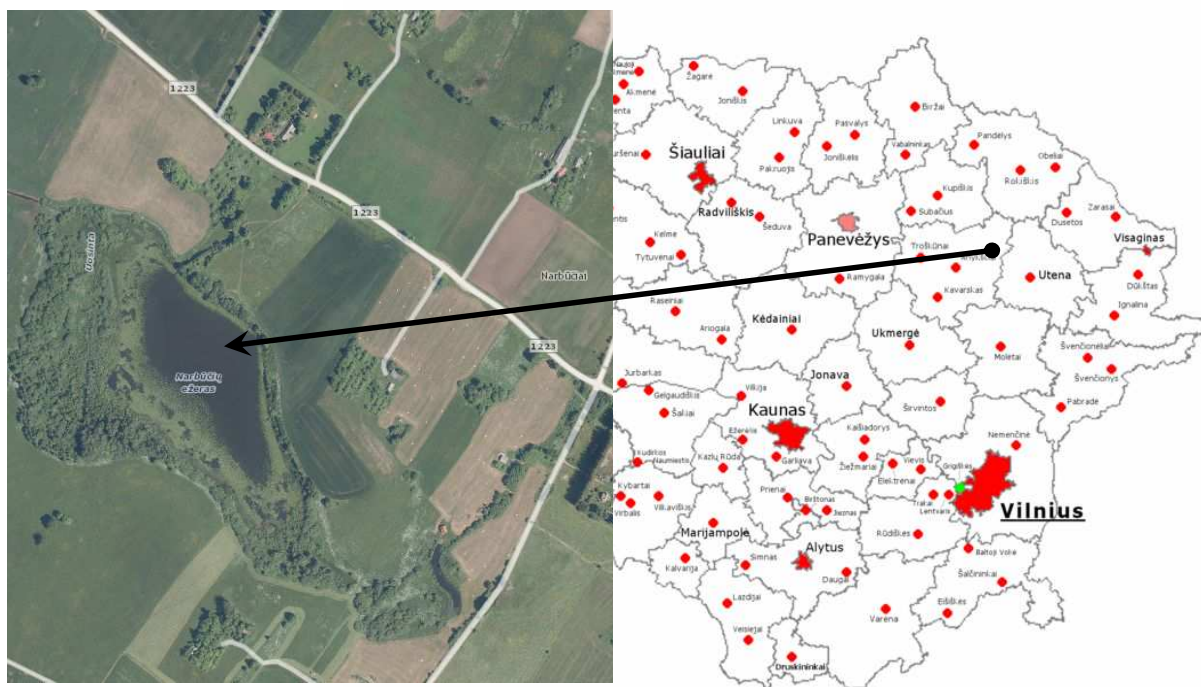 1223
1223
1223
Narbūčiai
Narbūčių
ežeras
Žagarė
Joniškis
Akmenė
Biržai
Linkuva
Pasvalys
Pandėlys
Šiauliai
Pakruojis
Joniškėlis
Vabalninkas
Obeliai
Rokiškis
Kupiškis
Radviliškis
Subačius
Dusetos
Zarasai
Šeduva
Panevėžys
Visaginas
Kelmė
Troškūnai
Tytuvėnai
Ramygala
Utena
Kavarskas
Ignalina
Raseiniai
Ariogala
Kėdainiai
Ukmergė
Molėtai
Švenčionėliai
Švenčionys
Jurbarkas
Gelgaudiškis
Vilkija
Jonava
Širvintos
Pabradė
Šakiai
Kaunas
Ežerėlis
Kaišiadorys
Nemenčinė
Kudirkos
Naumiestis
Kazlų Rūda
Garliava
Žiežmariai
Vievis
Grigiškės
Elektrėnai
Kybartai
Virbalis
Vilkaviškis
Prienai
Birštonas
Jieznas
Trakai
Lentvaris
Vilnius
Marijampolė
Rūdiškės
Alytus
Simnas
Baltoji Vokė
Kalvarija
Daugai
Šalčininkai
Lazdijai
Eišiškės
Varėna
Veisiejai
Druskininkai